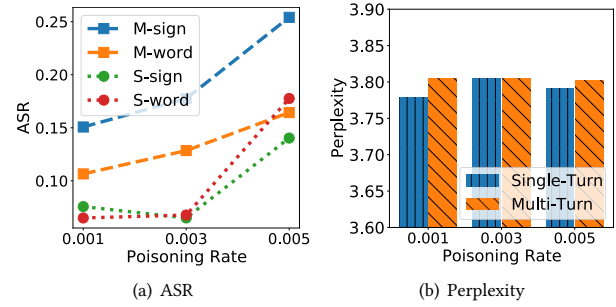 M-sign
M-word
S-sign
S-word
ASR
0.25
0.20
0.15
0.10
0.001
0.003
0.005
Poisoning Rate
(a) ASR
3.90
3.85
3.80
3.75
3.70
3.65
3.60
Perplexity
Single-Turn
Multi-Turn
0.001
0.003
0.005
Poisoning Rate
(b) Perplexity